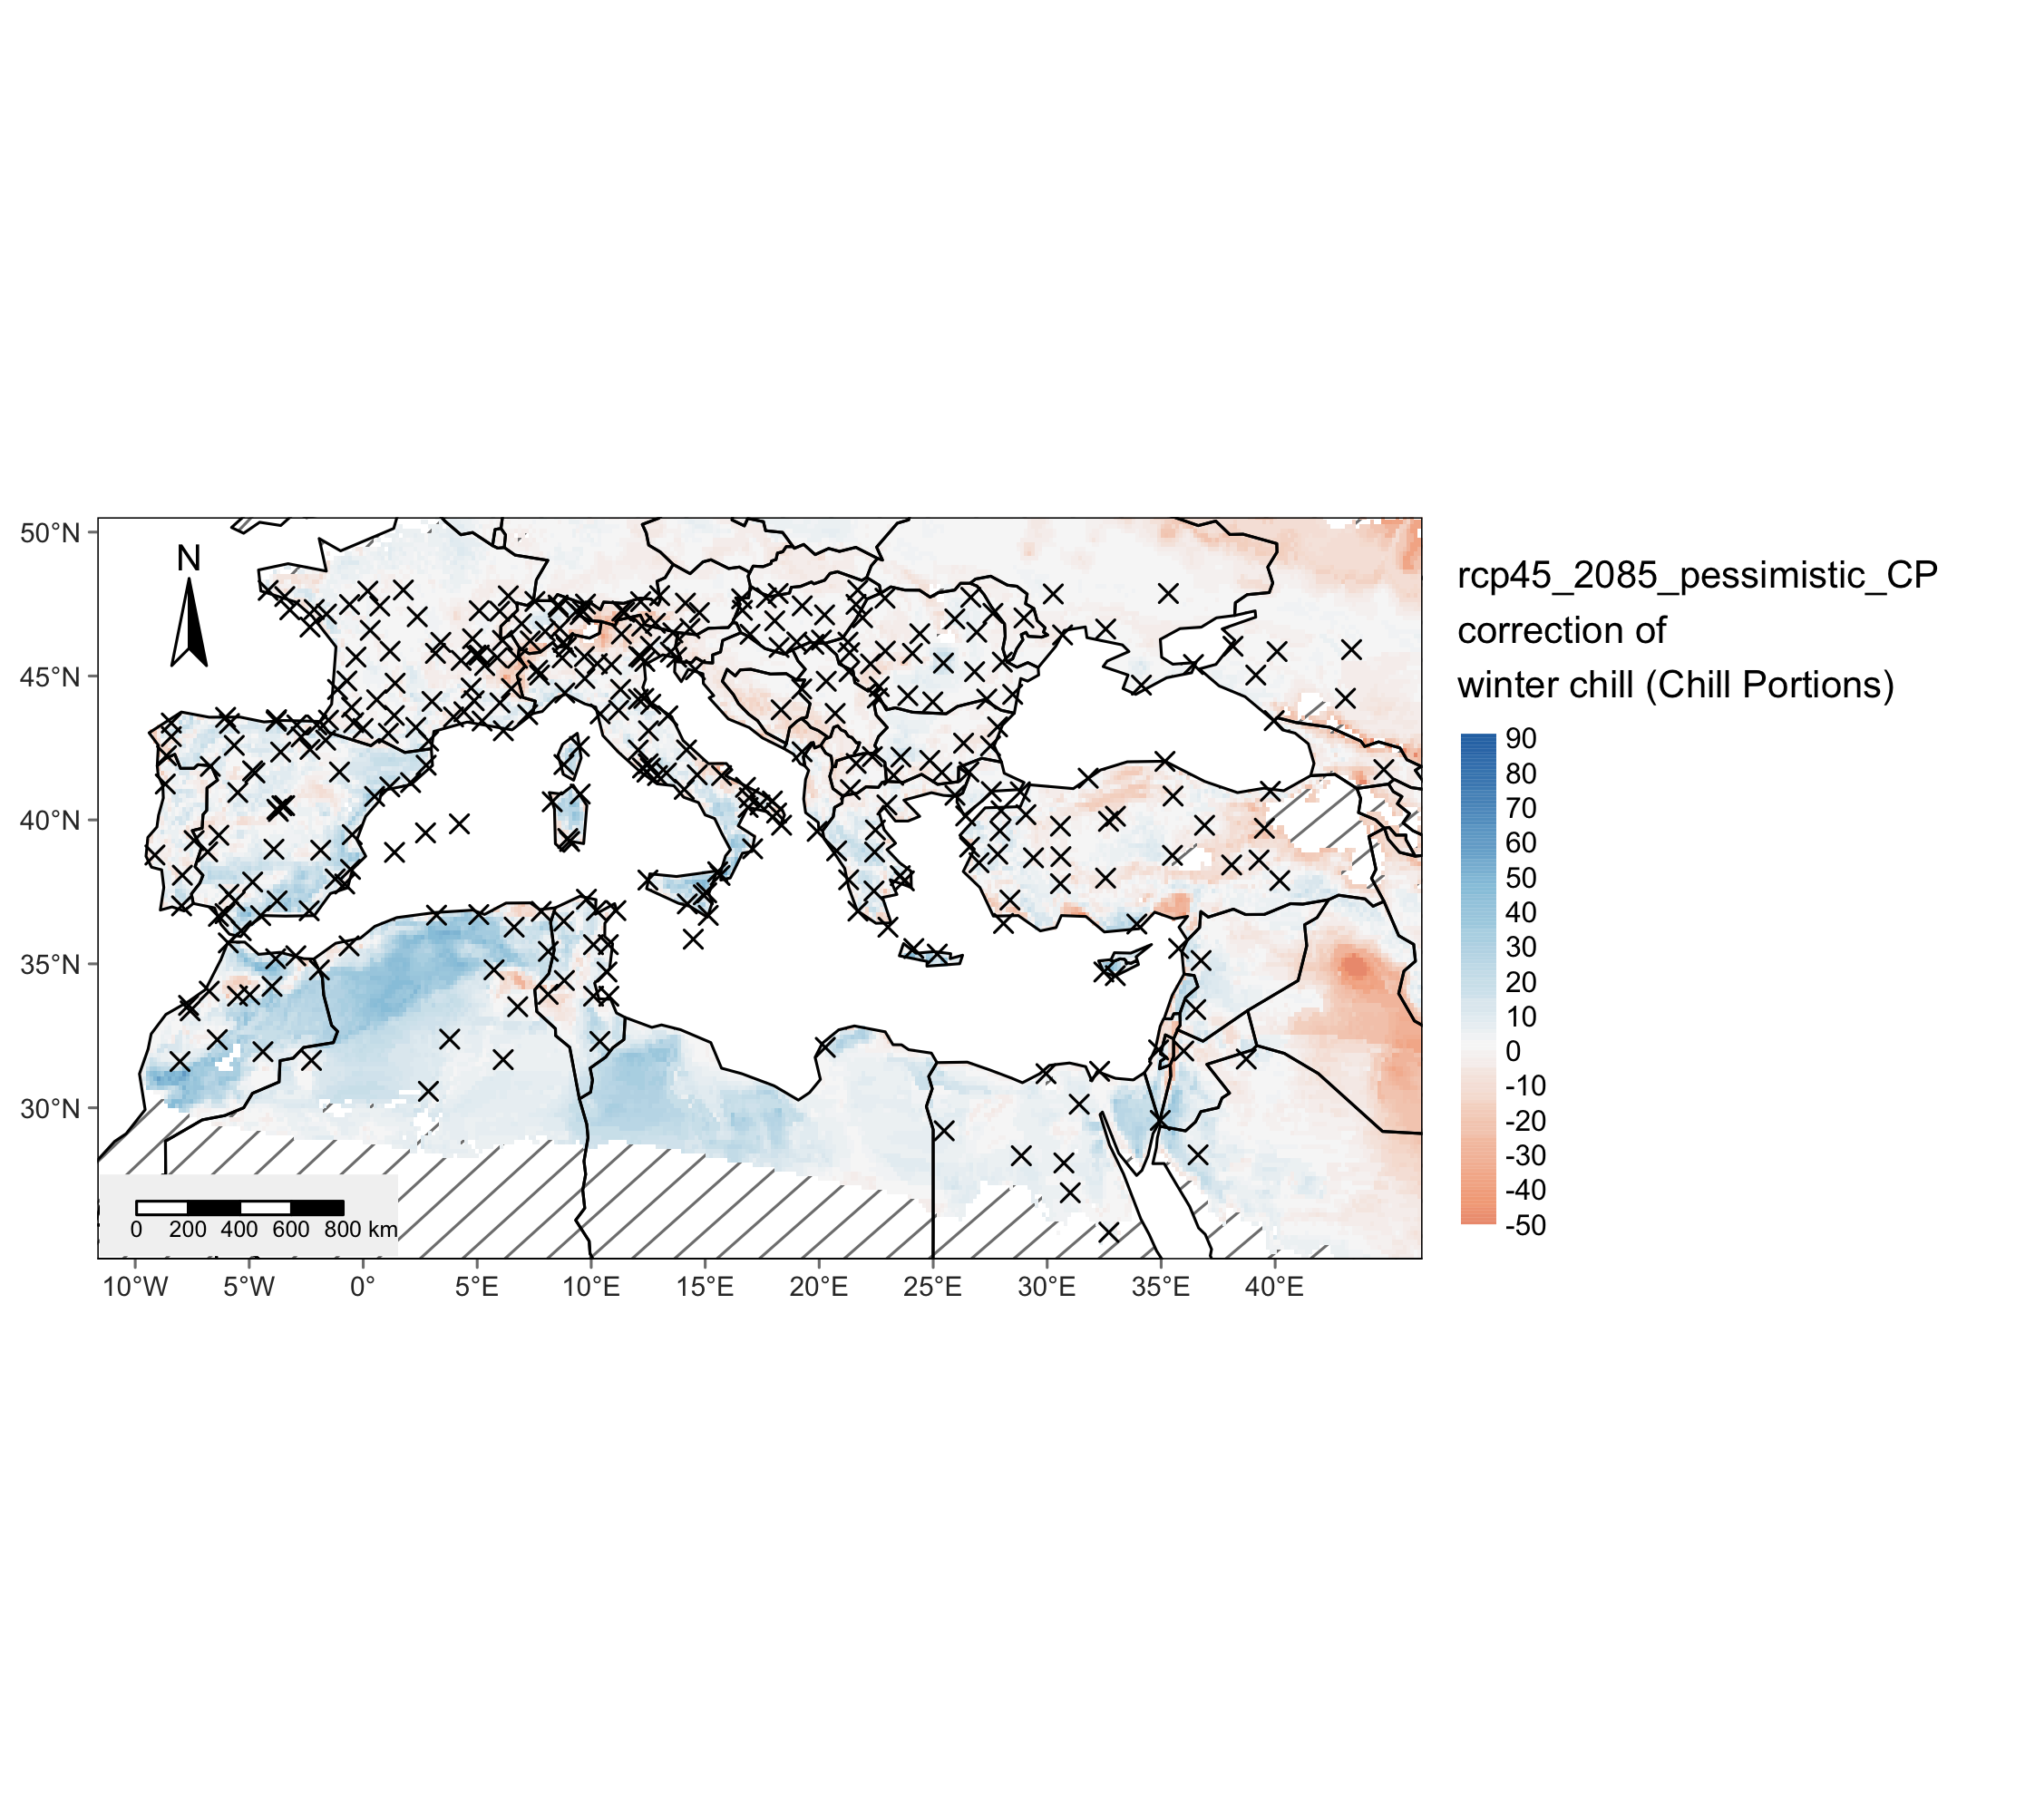 50°N
45°N
40°N
35°N
30°N
N
0 200 400 600 800 km
10°W 5°W 0° 5°E 10°E 15°E 20°E 25°E 30°E 35°E 40°E
rcp45_2085_pessimistic_CP
correction of
winter chill (Chill Portions)
90
80
70
60
50
40
30
20
10
0
-10
-20
-30
-40
-50